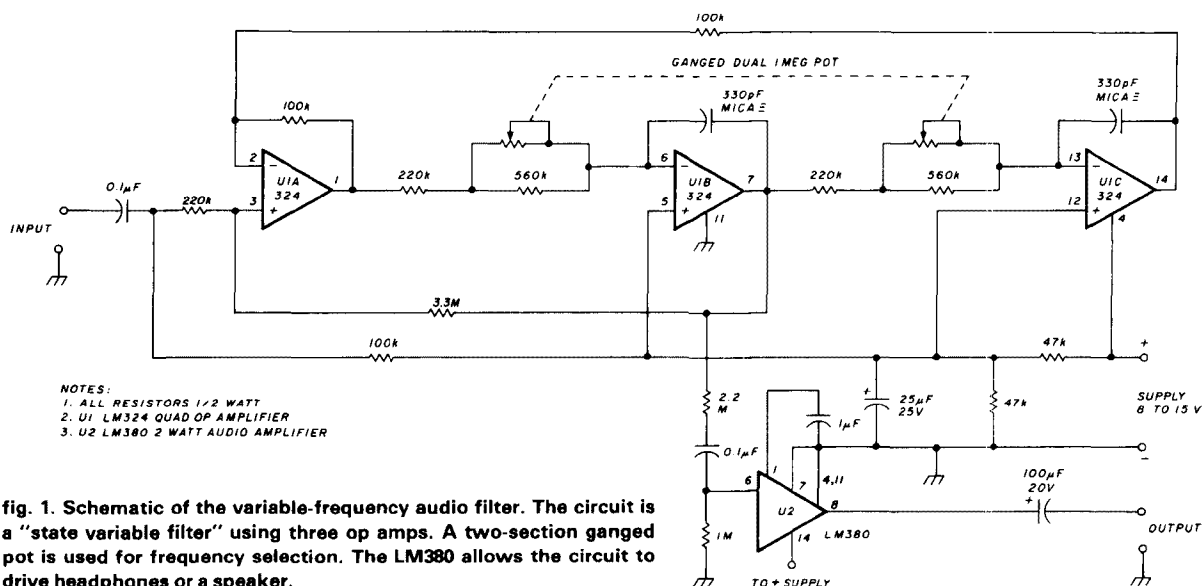 100k
GANGED DUAL 1MEG POT
330pF
MICA
330pF
MICA
100k
2
−
U1A
324
3
+
1
220k
560k
6
−
U1B
324
5
+
7
11
220k
560k
13
−
U1C
324
12
+
14
4
0.1µF
220k
INPUT
3.3M
100k
47k
+
NOTES:
1. ALL RESISTORS 1/2 WATT
2. U1 LM324 QUAD OP AMPLIFIER
3. U2 LM380 2 WATT AUDIO AMPLIFIER
2.2
M
1µF
+
25µF
25V
47k
SUPPLY
8 TO 15 V
−
0.1µF
6
1
7
4,11
U2
8
LM380
14
1M
TO + SUPPLY
100µF
20V
+
OUTPUT
fig. 1. Schematic of the variable-frequency audio filter. The circuit is
a "state variable filter" using three op amps. A two-section ganged
pot is used for frequency selection. The LM380 allows the circuit to
drive headphones or a speaker.